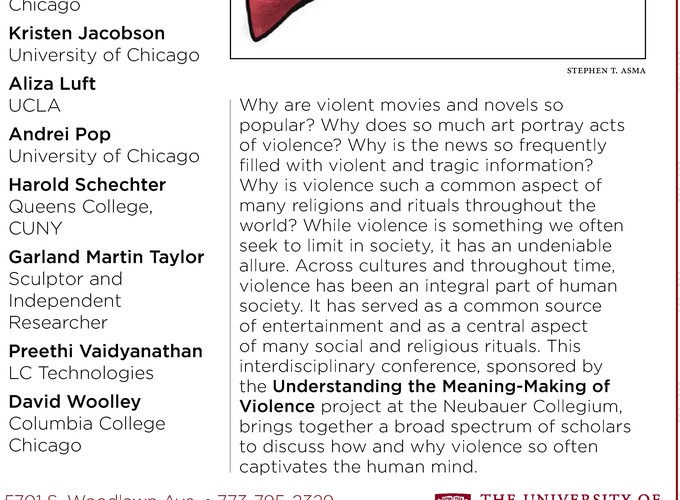 Chicago
Kristen Jacobson
University of Chicago
Aliza Luft
UCLA
Andrei Pop
University of Chicago
Harold Schechter
Queens College,
CUNY
Garland Martin Taylor
Sculptor and
Independent
Researcher
Preethi Vaidyanathan
LC Technologies
David Woolley
Columbia College
Chicago
STEPHEN T. ASMA
Why are violent movies and novels so
popular? Why does so much art portray acts
of violence? Why is the news so frequently
filled with violent and tragic information?
Why is violence such a common aspect of
many religions and rituals throughout the
world? While violence is something we often
seek to limit in society, it has an undeniable
allure. Across cultures and throughout time,
violence has been an integral part of human
society. It has served as a common source
of entertainment and as a central aspect
of many social and religious rituals. This
interdisciplinary conference, sponsored by
the Understanding the Meaning-Making of
Violence project at the Neubauer Collegium,
brings together a broad spectrum of scholars
to discuss how and why violence so often
captivates the human mind.
5701 S. Woodlawn Ave. • 773-795-2329
THE UNIVERSITY OF